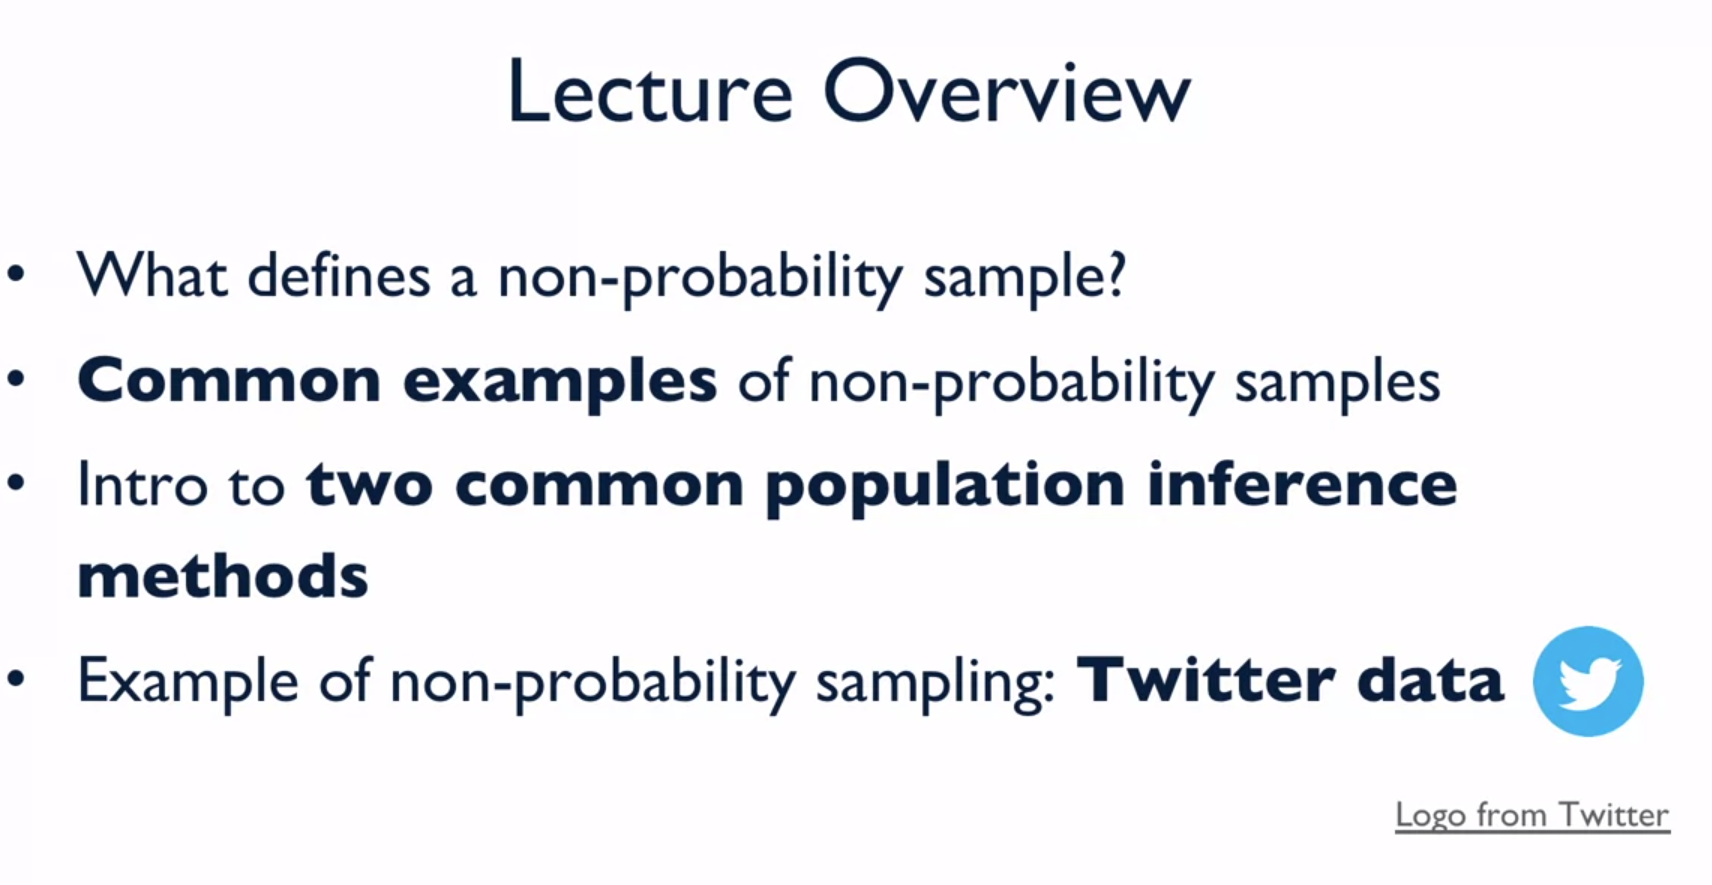 Lecture Overview
• What defines a non-probability sample?
• Common examples of non-probability samples
• Intro to two common population inference
methods
• Example of non-probability sampling: Twitter data
Logo from Twitter